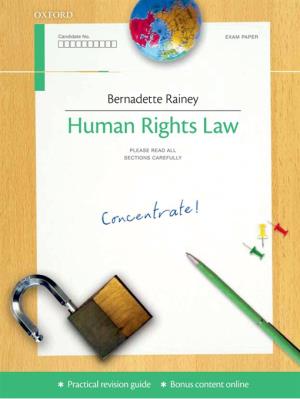 OXFORD
Candidate No.
EXAM PAPER
Bernadette Rainey
Human Rights Law
PLEASE READ ALL
SECTIONS CAREFULLY
Concentrate!
* Practical revision guide * Bonus content online